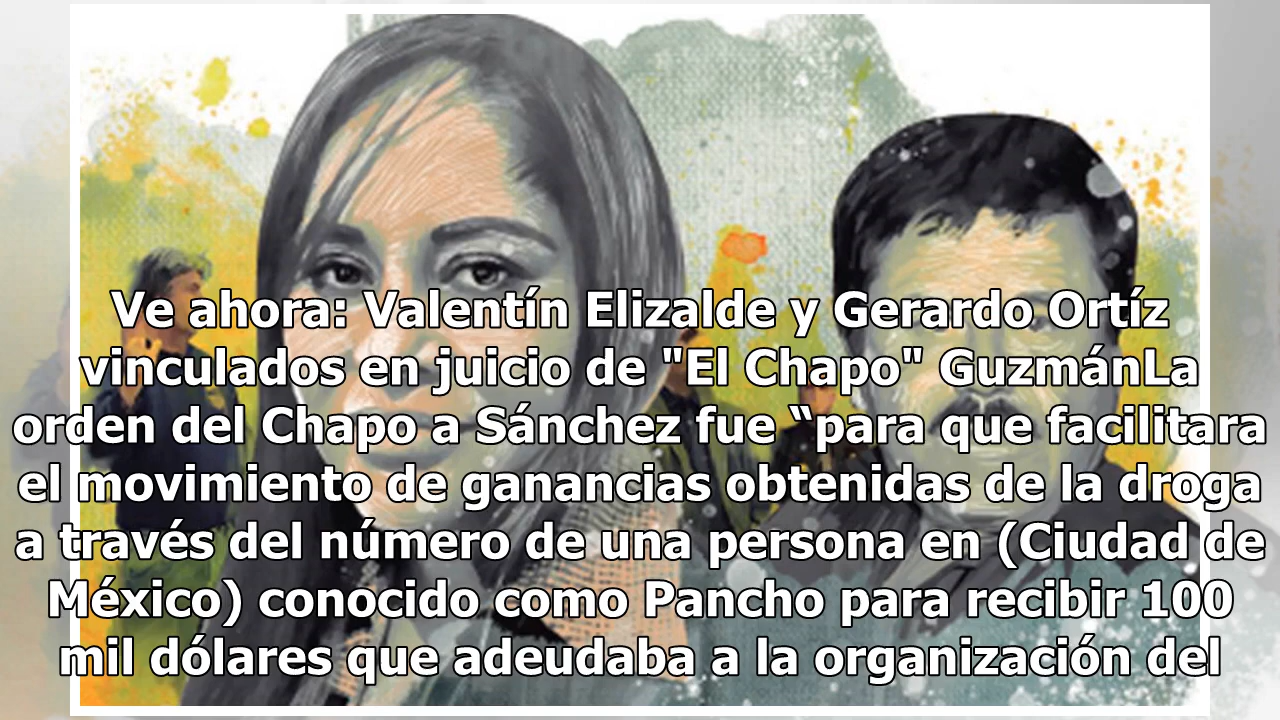 Ve ahora: Valentín Elizalde y Gerardo Ortíz
vinculados en juicio de "El Chapo" GuzmánLa
orden del Chapo a Sánchez fue “para que facilitara
el movimiento de ganancias obtenidas de la droga
a través del número de una persona en (Ciudad de
México) conocido como Pancho para recibir 100
mil dólares que adeudaba a la organización del